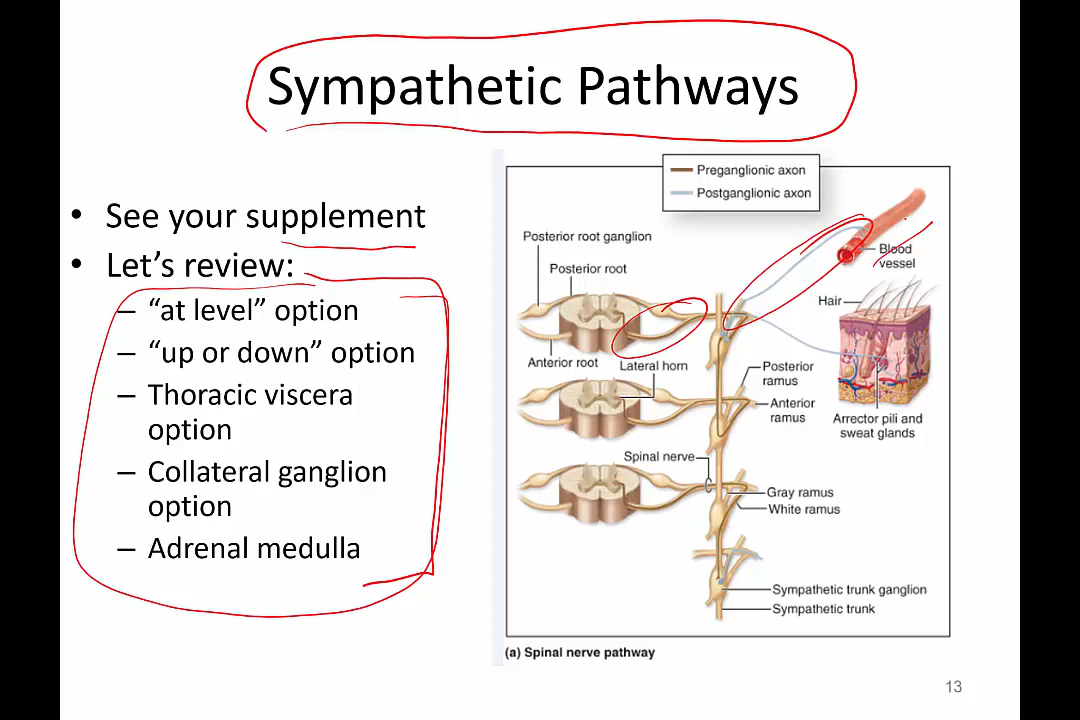 Sympathetic Pathways
• See your supplement
• Let’s review:
– “at level” option
– “up or down” option
– Thoracic viscera
option
– Collateral ganglion
option
– Adrenal medulla
Preganglionic axon
Postganglionic axon
Posterior root ganglion
Posterior root
Anterior root
Lateral horn
Blood
vessel
Hair
Posterior
ramus
Anterior
ramus
Arrector pili and
sweat glands
Spinal nerve
Gray ramus
White ramus
Sympathetic trunk ganglion
Sympathetic trunk
(a) Spinal nerve pathway
13